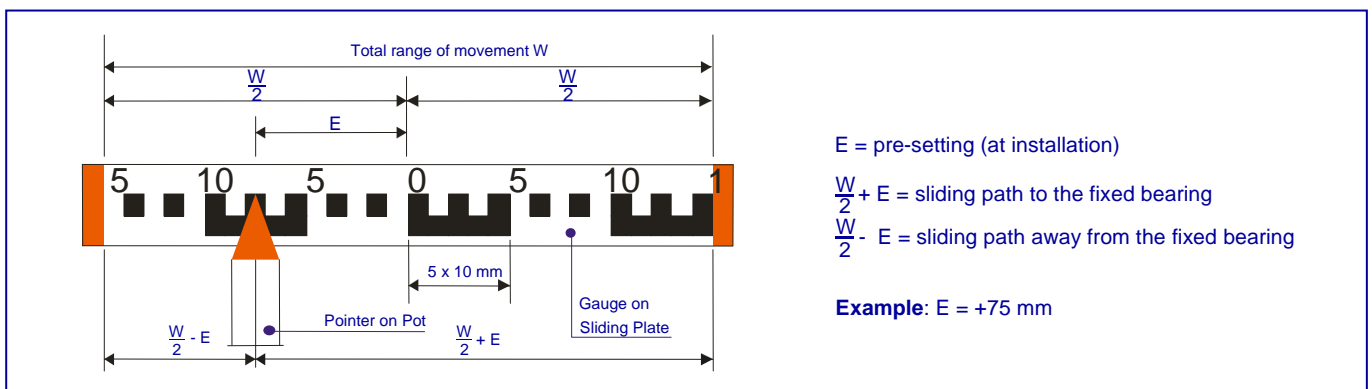 Total range of movement W
W
2
W
2
E
5 10 5 0 5 10 1
5 x 10 mm
Gauge on
Sliding Plate
Pointer on Pot
W
2 - E
W
2 + E
E = pre-setting (at installation)
W
2 + E = sliding path to the fixed bearing
W
2 - E = sliding path away from the fixed bearing
Example: E = +75 mm